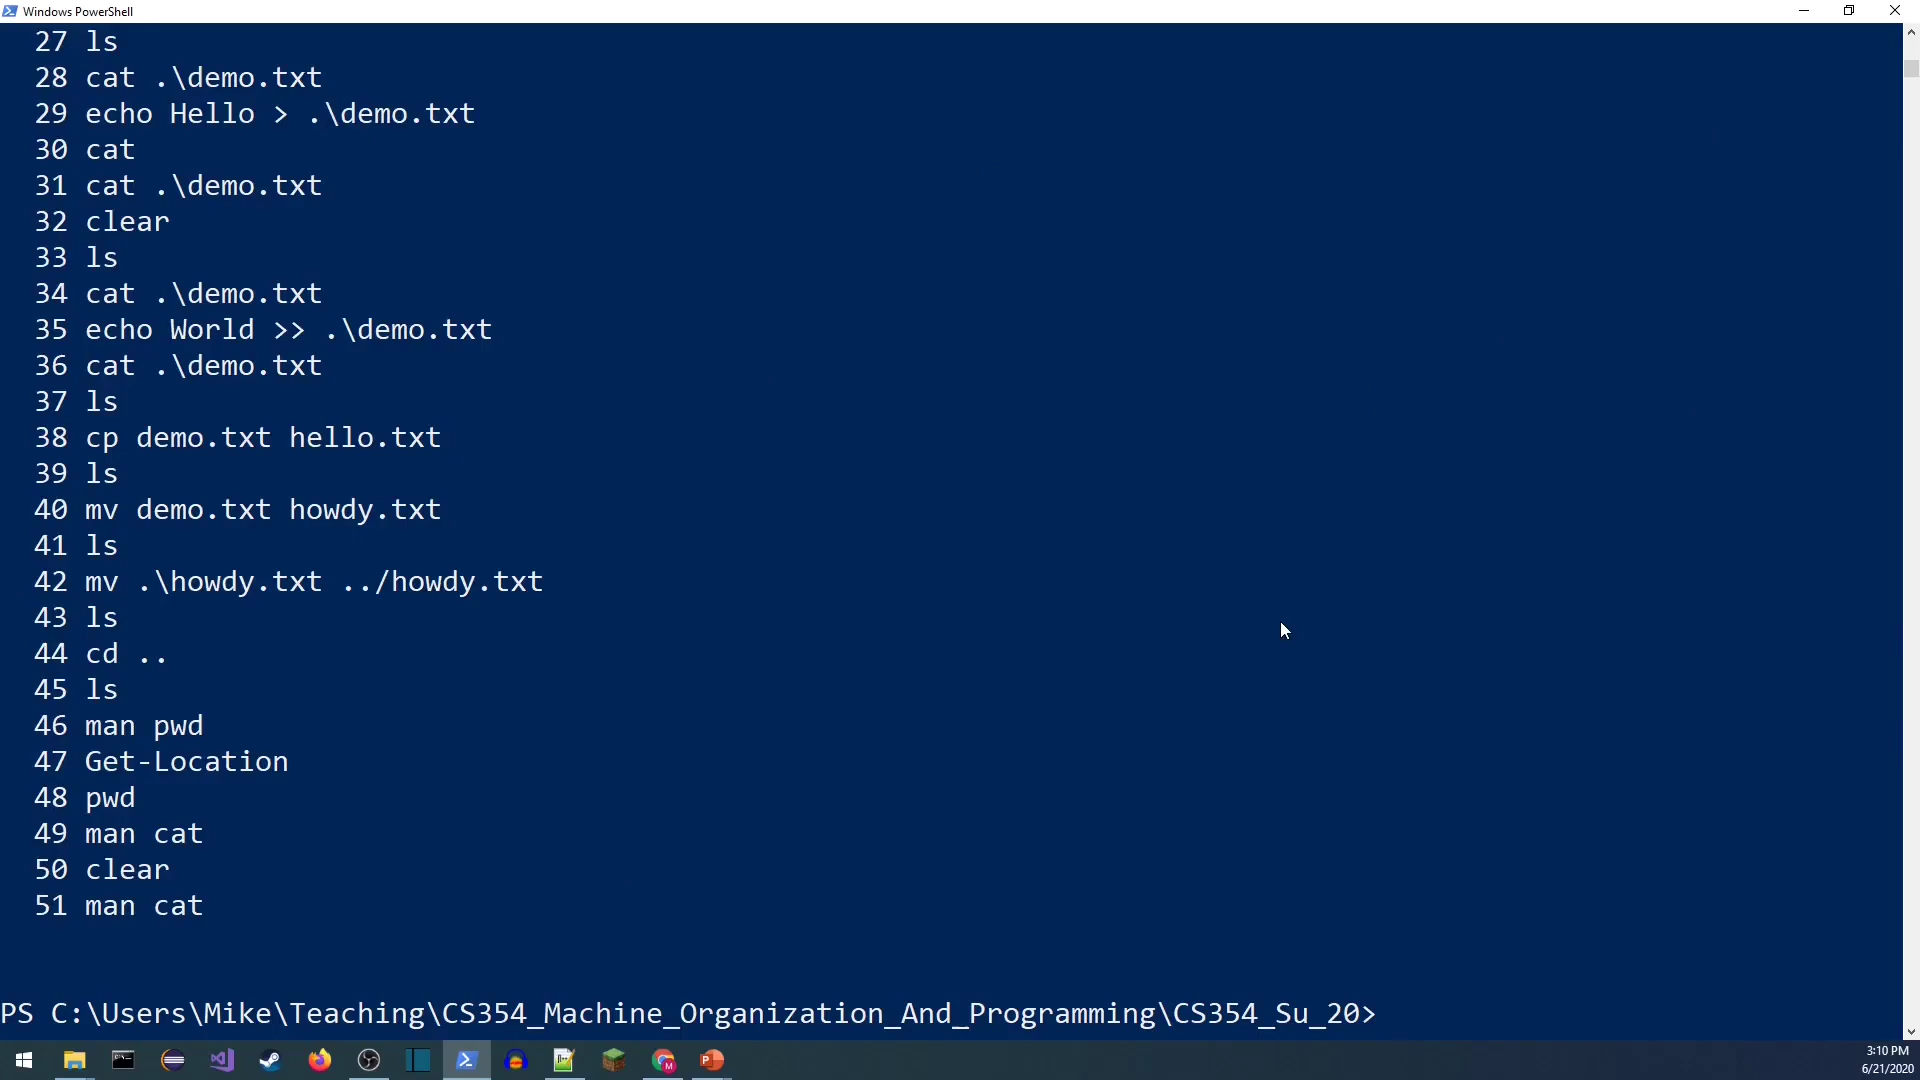 Windows PowerShell
27 ls
28 cat .\demo.txt
29 echo Hello > .\demo.txt
30 cat
31 cat .\demo.txt
32 clear
33 ls
34 cat .\demo.txt
35 echo World >> .\demo.txt
36 cat .\demo.txt
37 ls
38 cp demo.txt hello.txt
39 ls
40 mv demo.txt howdy.txt
41 ls
42 mv .\howdy.txt ../howdy.txt
43 ls
44 cd ..
45 ls
46 man pwd
47 Get-Location
48 pwd
49 man cat
50 clear
51 man cat
PS C:\Users\Mike\Teaching\CS354_Machine_Organization_And_Programming\CS354_Su_20>
3:10 PM
6/21/2020